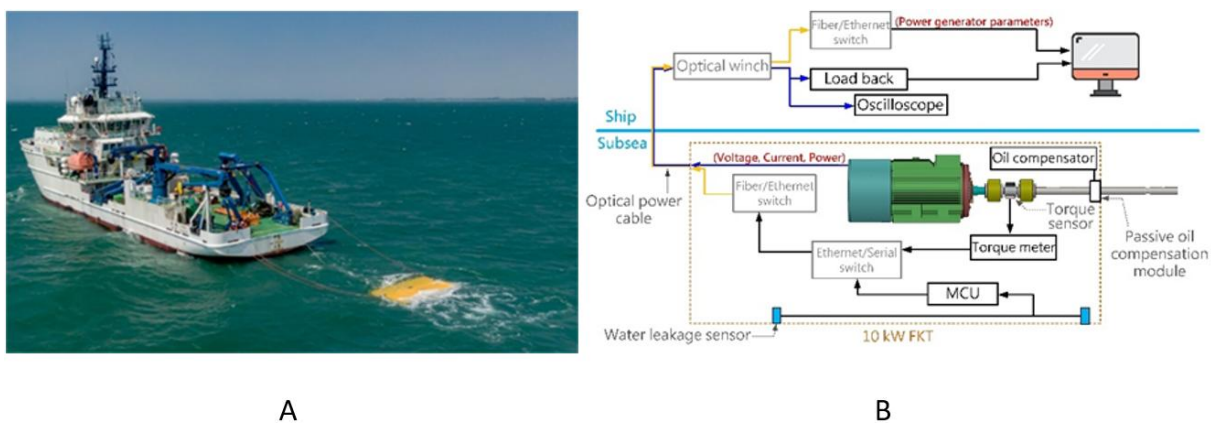 Fiber/Ethernet
switch
(Power generator parameters)
Optical winch
Load back
Oscilloscope
Ship
Subsea
(Voltage, Current, Power)
Oil compensator
Fiber/Ethernet
switch
Optical power
cable
Torque
sensor
Passive oil
compensation
module
Torque meter
Ethernet/Serial
switch
MCU
Water leakage sensor
10 kW FKT
A
B